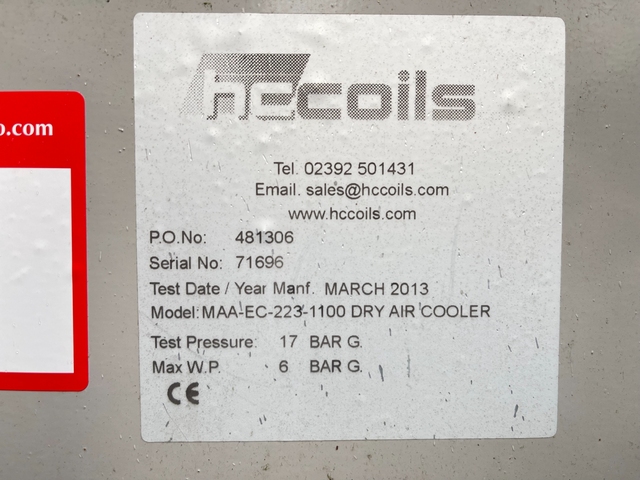 o.com
hccoils
Tel. 02392 501431
Email. sales@hccoils.com
www.hccoils.com
P.O.No: 481306
Serial No: 71696
Test Date / Year Manf. MARCH 2013
Model: MAA-EC-223-1100 DRY AIR COOLER
Test Pressure: 17 BAR G.
Max W.P. 6 BAR G.
CE